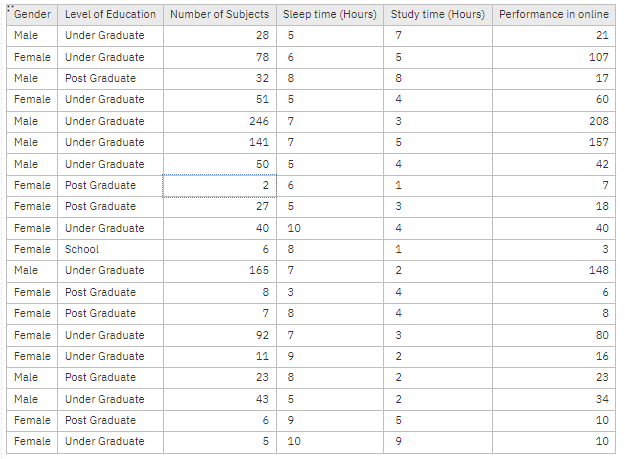 Gender Level of Education Number of Subjects Sleep time (Hours) Study time (Hours) Performance in online
Male Under Graduate 28 5 7 21
Female Under Graduate 78 6 5 107
Male Post Graduate 32 8 8 17
Female Under Graduate 51 5 4 60
Male Under Graduate 246 7 3 208
Male Under Graduate 141 7 5 157
Male Under Graduate 50 5 4 42
Female Post Graduate 2 6 1 7
Female Post Graduate 27 5 3 18
Female Under Graduate 40 10 4 40
Female School 6 8 1 3
Male Under Graduate 165 7 2 148
Female Post Graduate 8 3 4 6
Female Post Graduate 7 8 4 8
Female Under Graduate 92 7 3 80
Female Under Graduate 11 9 2 16
Male Post Graduate 23 8 2 23
Male Under Graduate 43 5 2 34
Female Post Graduate 6 9 5 10
Female Under Graduate 5 10 9 10